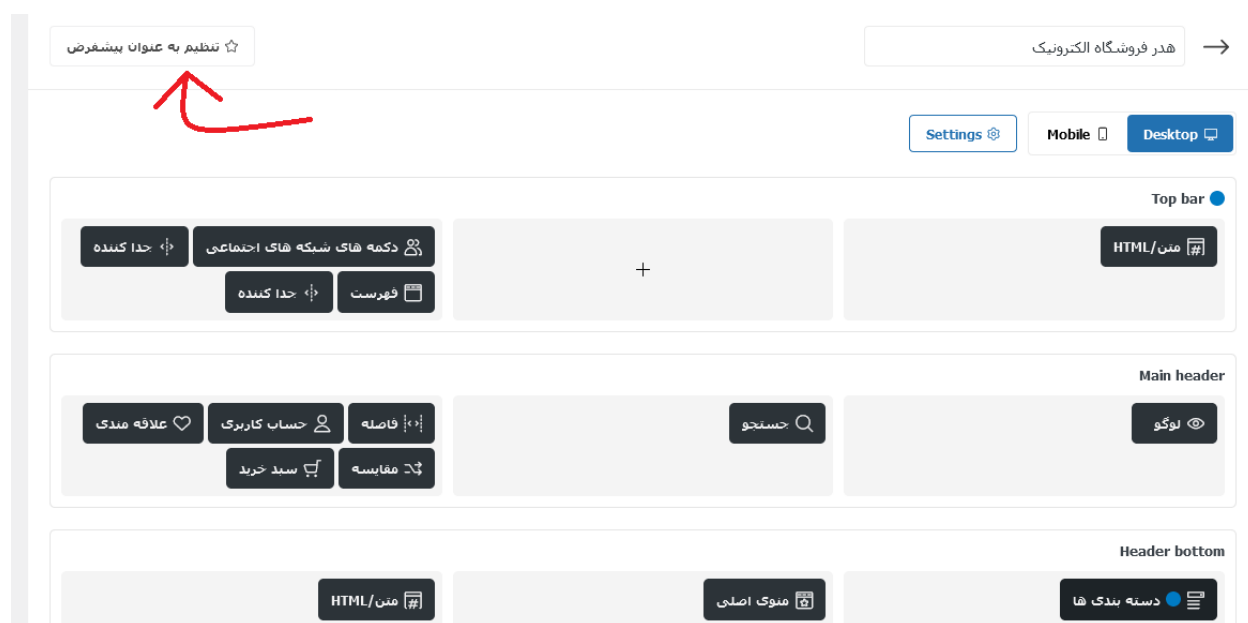 هدر فروشگاه الکترونیک
تنظیم به عنوان پیشفرض
Desktop
Mobile
Settings
Top bar
متن/HTML
دکمه های شبکه های اجتماعی
جدا کننده
فهرست
جدا کننده
Main header
لوگو
جستجو
فاصله
حساب کاربری
علاقه مندی
مقایسه
سبد خرید
Header bottom
دسته بندی ها
منوی اصلی
متن/HTML